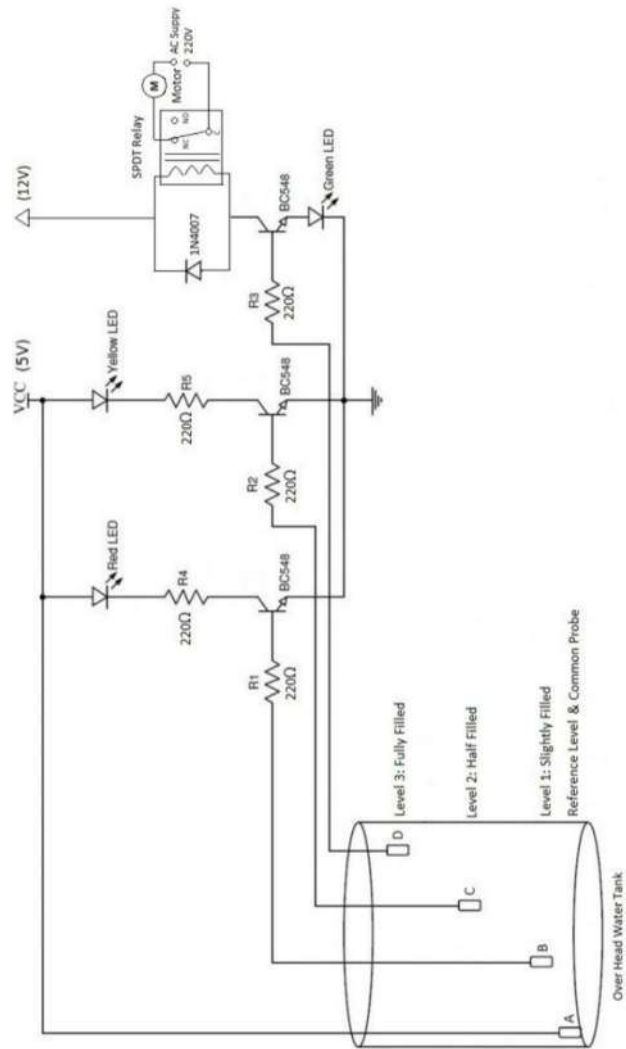 VCC (5V)
(12V)
Red LED
Yellow LED
SPDT Relay
M
Motor
AC Supply
220V
NC
NO
C
1N4007
R4
220Ω
R5
220Ω
BC548
BC548
BC548
R1
220Ω
R2
220Ω
R3
220Ω
Green LED
D
Level 3: Fully Filled
C
Level 2: Half Filled
B
Level 1: Slightly Filled
A
Reference Level & Common Probe
Over Head Water Tank